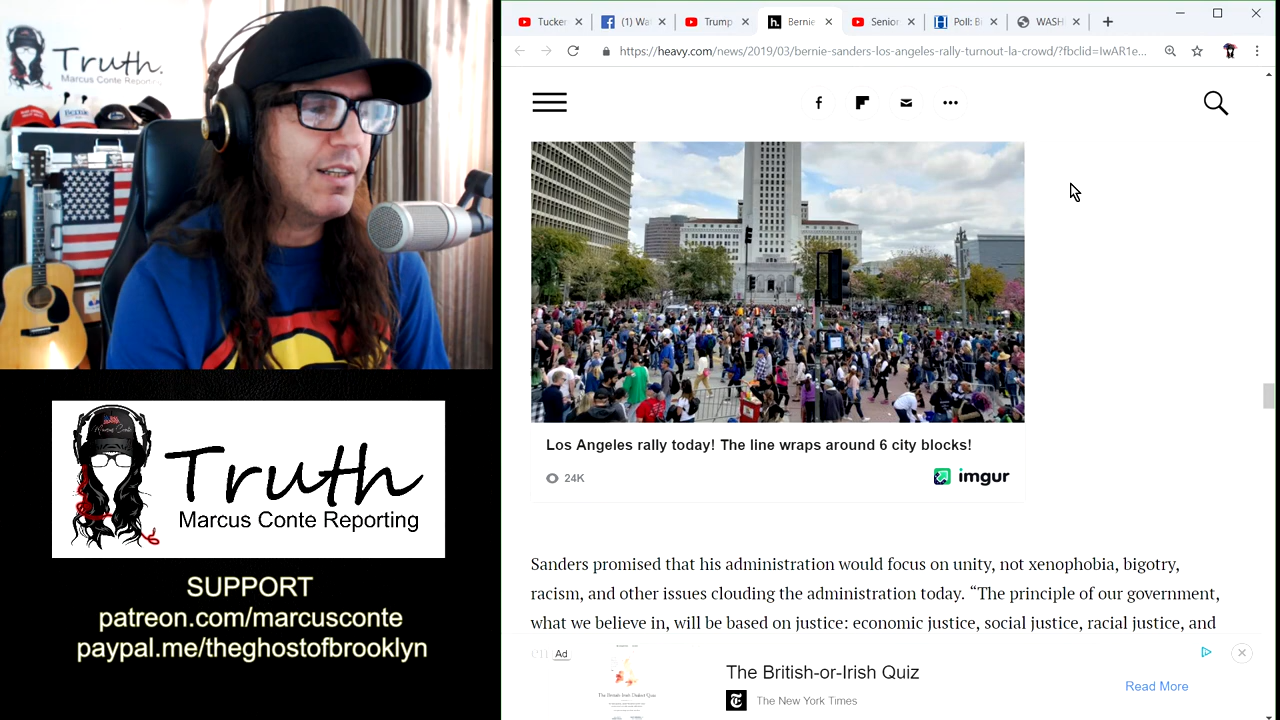 Truth.
Marcus Conte Reporting
Bernie
Truth
Marcus Conte Reporting
SUPPORT
patreon.com/marcusconte
paypal.me/theghostofbrooklyn
Tucker
(1) Wa
Trump
h. Bernie
Senior
H Poll: B
WASH
https://heavy.com/news/2019/03/bernie-sanders-los-angeles-rally-turnout-la-crowd/?fbclid=IwAR1e...
Los Angeles rally today! The line wraps around 6 city blocks!
24K
imgur
Sanders promised that his administration would focus on unity, not xenophobia, bigotry,
racism, and other issues clouding the administration today. “The principle of our government,
what we believe in, will be based on justice: economic justice, social justice, racial justice, and
Ad
The British-or-Irish Quiz
The New York Times
Read More